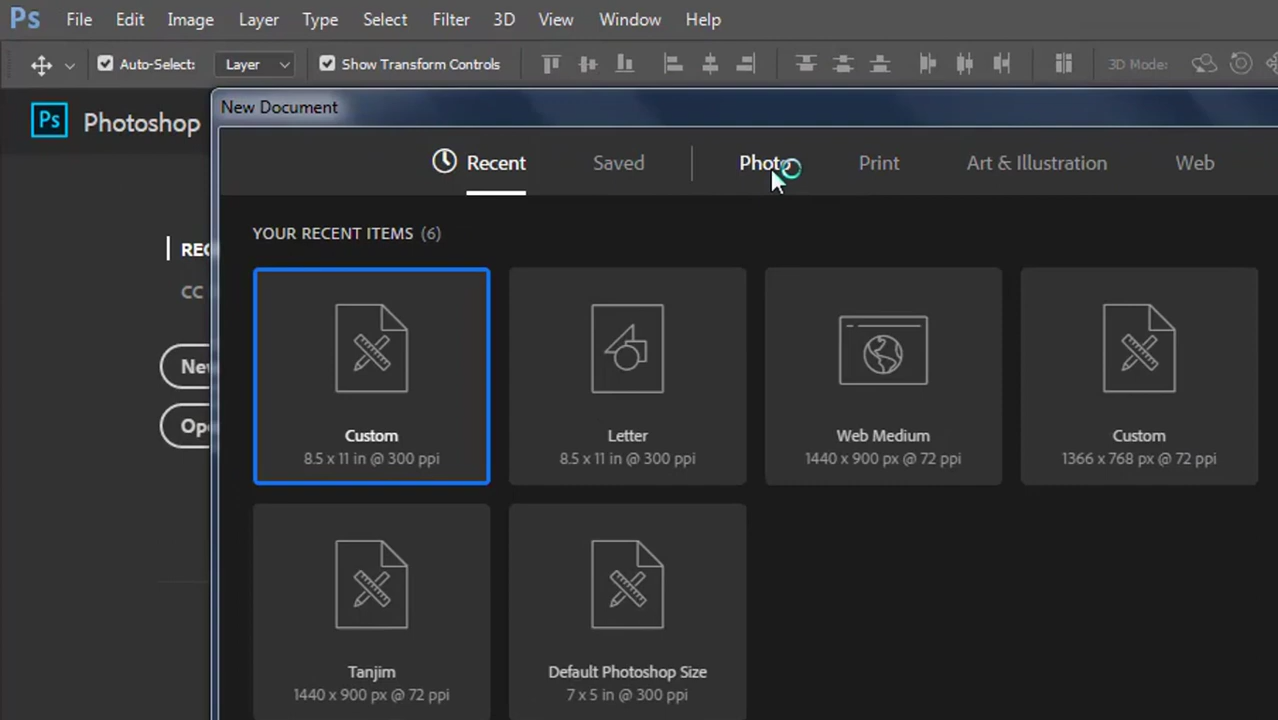 Ps File Edit Image Layer Type Select Filter 3D View Window Help
Auto-Select: Layer Show Transform Controls 3D Mode:
Ps Photoshop
New Document
Recent Saved Photo Print Art & Illustration Web
YOUR RECENT ITEMS (6)
CC
Custom Letter Web Medium Custom
8.5 x 11 in @ 300 ppi 8.5 x 11 in @ 300 ppi 1440 x 900 px @ 72 ppi 1366 x 768 px @ 72 ppi
Tanjim Default Photoshop Size
1440 x 900 px @ 72 ppi 7 x 5 in @ 300 ppi